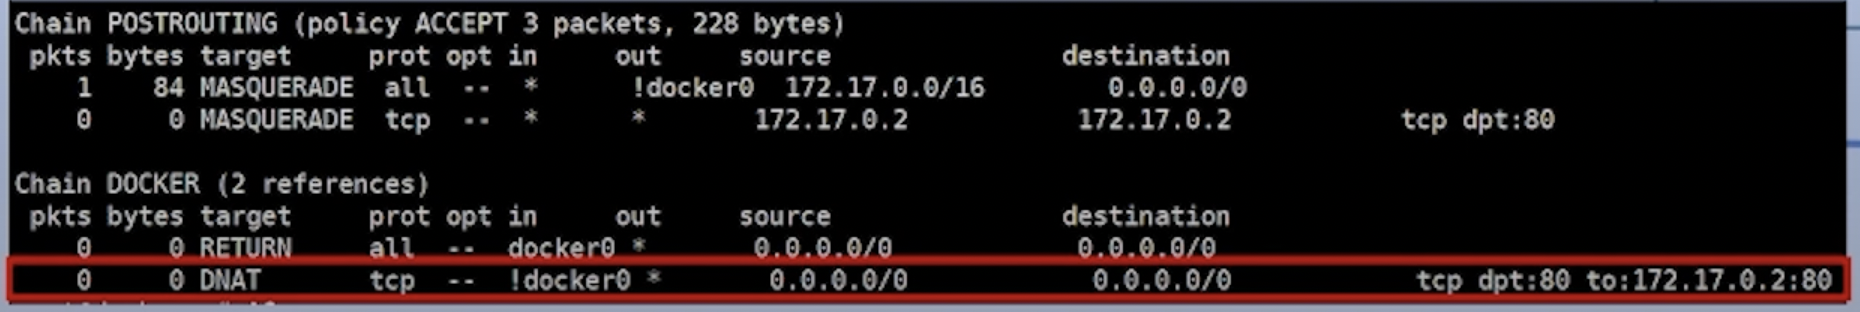 Chain POSTROUTING (policy ACCEPT 3 packets, 228 bytes)
pkts bytes target prot opt in out source destination
1 84 MASQUERADE all -- * !docker0 172.17.0.0/16 0.0.0.0/0
0 0 MASQUERADE tcp -- * * 172.17.0.2 172.17.0.2 tcp dpt:80
Chain DOCKER (2 references)
pkts bytes target prot opt in out source destination
0 0 RETURN all -- docker0 * 0.0.0.0/0 0.0.0.0/0
0 0 DNAT tcp -- !docker0 * 0.0.0.0/0 0.0.0.0/0 tcp dpt:80 to:172.17.0.2:80